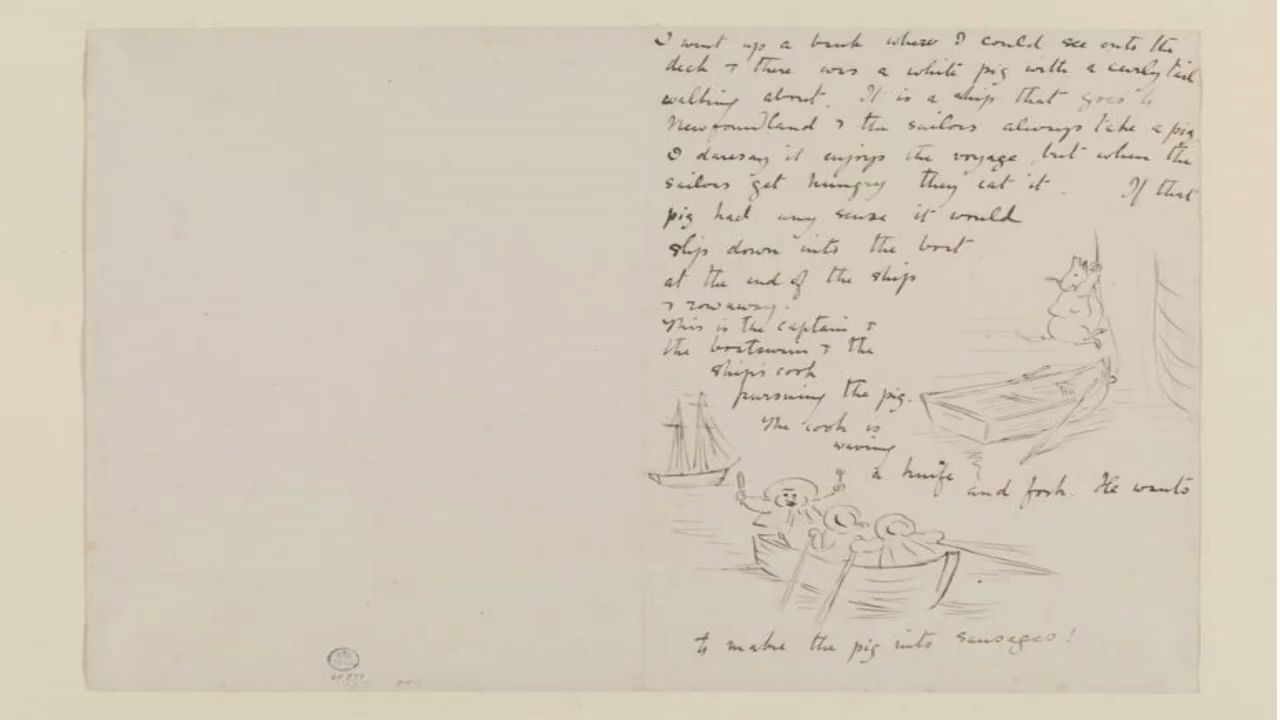 I went up a bank where I could see onto the
deck & there was a white pig with a curly tail
walking about. It is a ship that goes to
Newfoundland & the sailors always take a pig
I daresay it enjoys the voyage, but when the
sailors get hungry they eat it. If that
pig had any sense it would
slip down into the boat
at the end of the ship
& row away.
This is the captain &
the boatswain & the
ship's cook
pursuing the pig.
The cook is
waving
a knife
and fork. He wants
to make the pig into sausages!